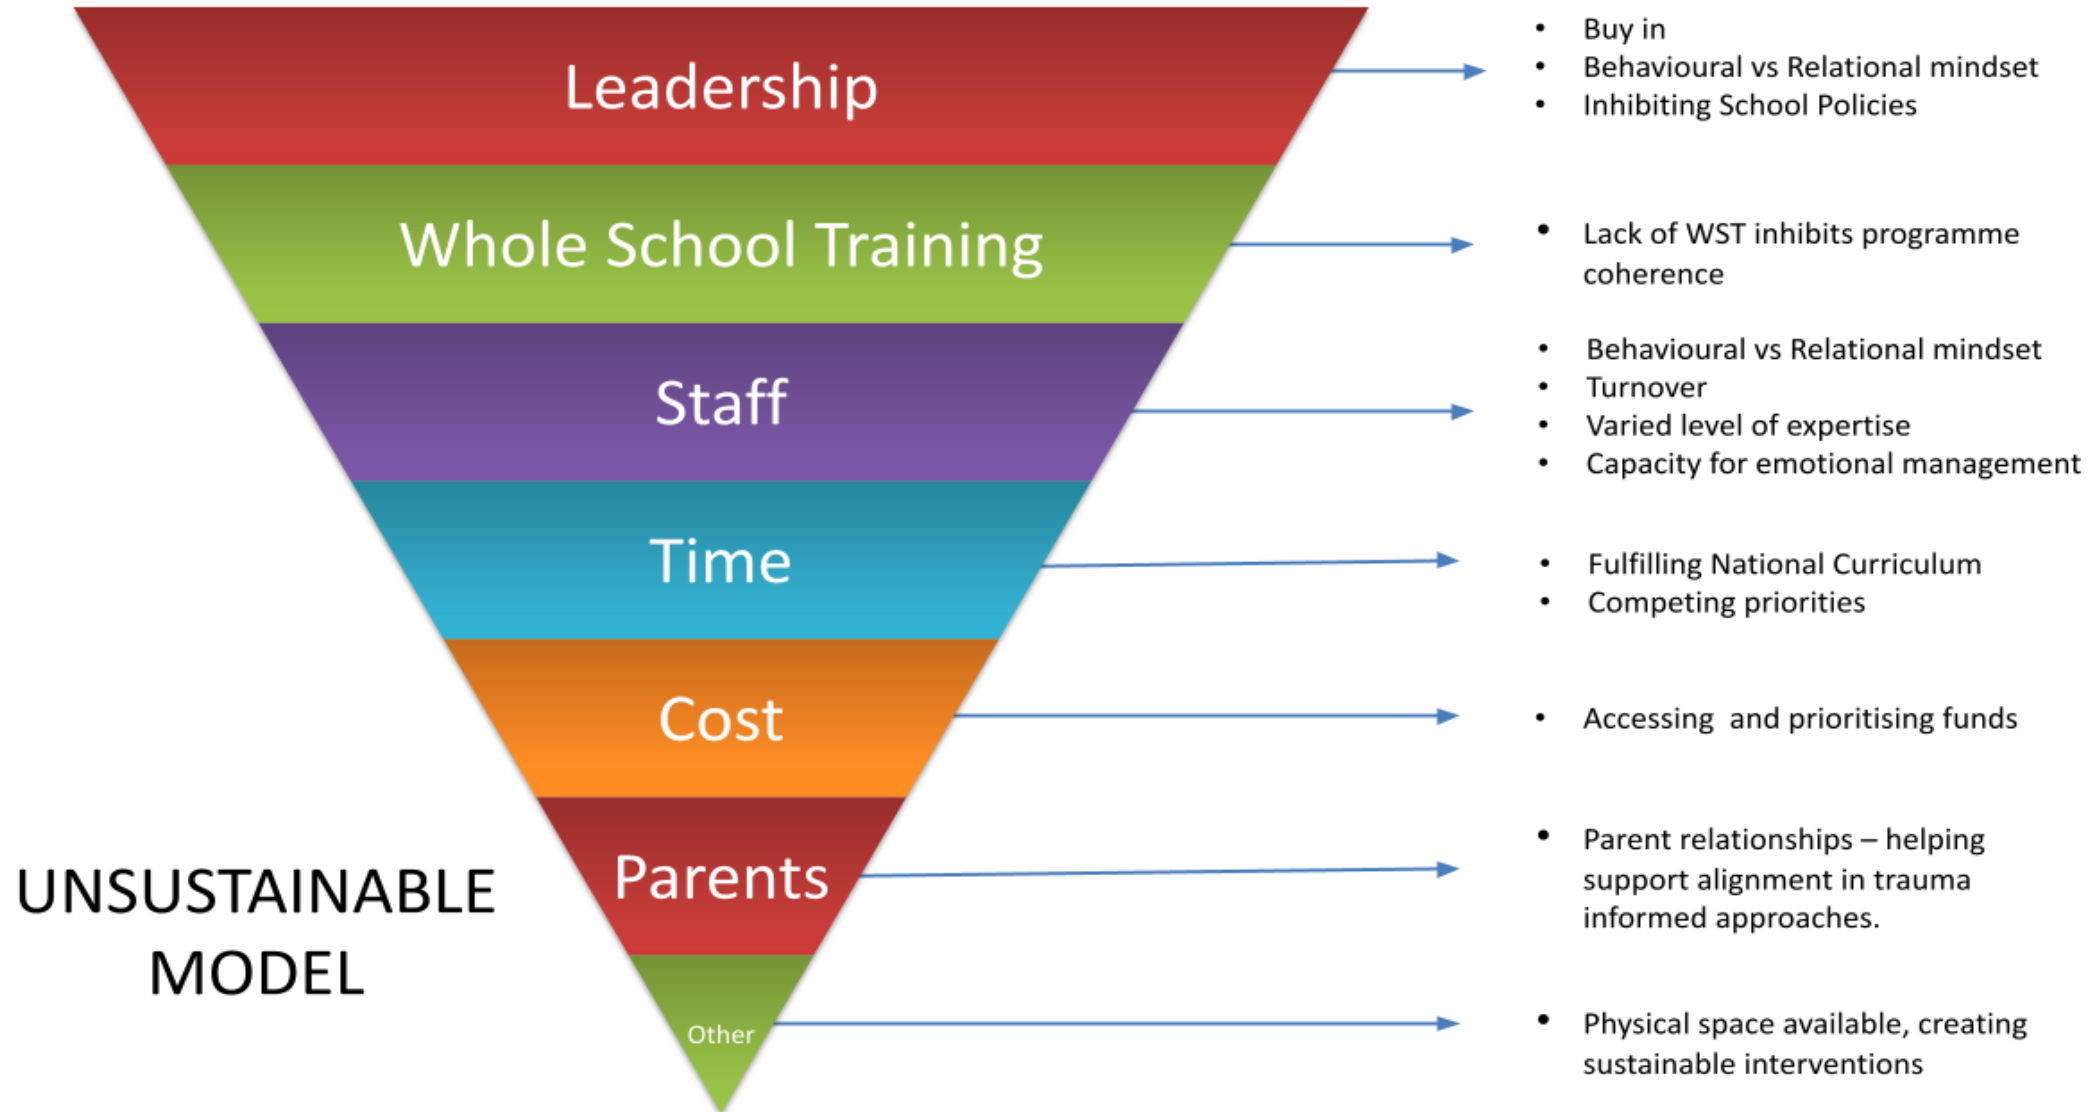 Leadership
• Buy in
• Behavioural vs Relational mindset
• Inhibiting School Policies
Whole School Training
• Lack of WST inhibits programme
coherence
Staff
• Behavioural vs Relational mindset
• Turnover
• Varied level of expertise
• Capacity for emotional management
Time
• Fulfilling National Curriculum
• Competing priorities
Cost
• Accessing and prioritising funds
Parents
• Parent relationships – helping
support alignment in trauma
informed approaches.
Other
• Physical space available, creating
sustainable interventions
UNSUSTAINABLE
MODEL